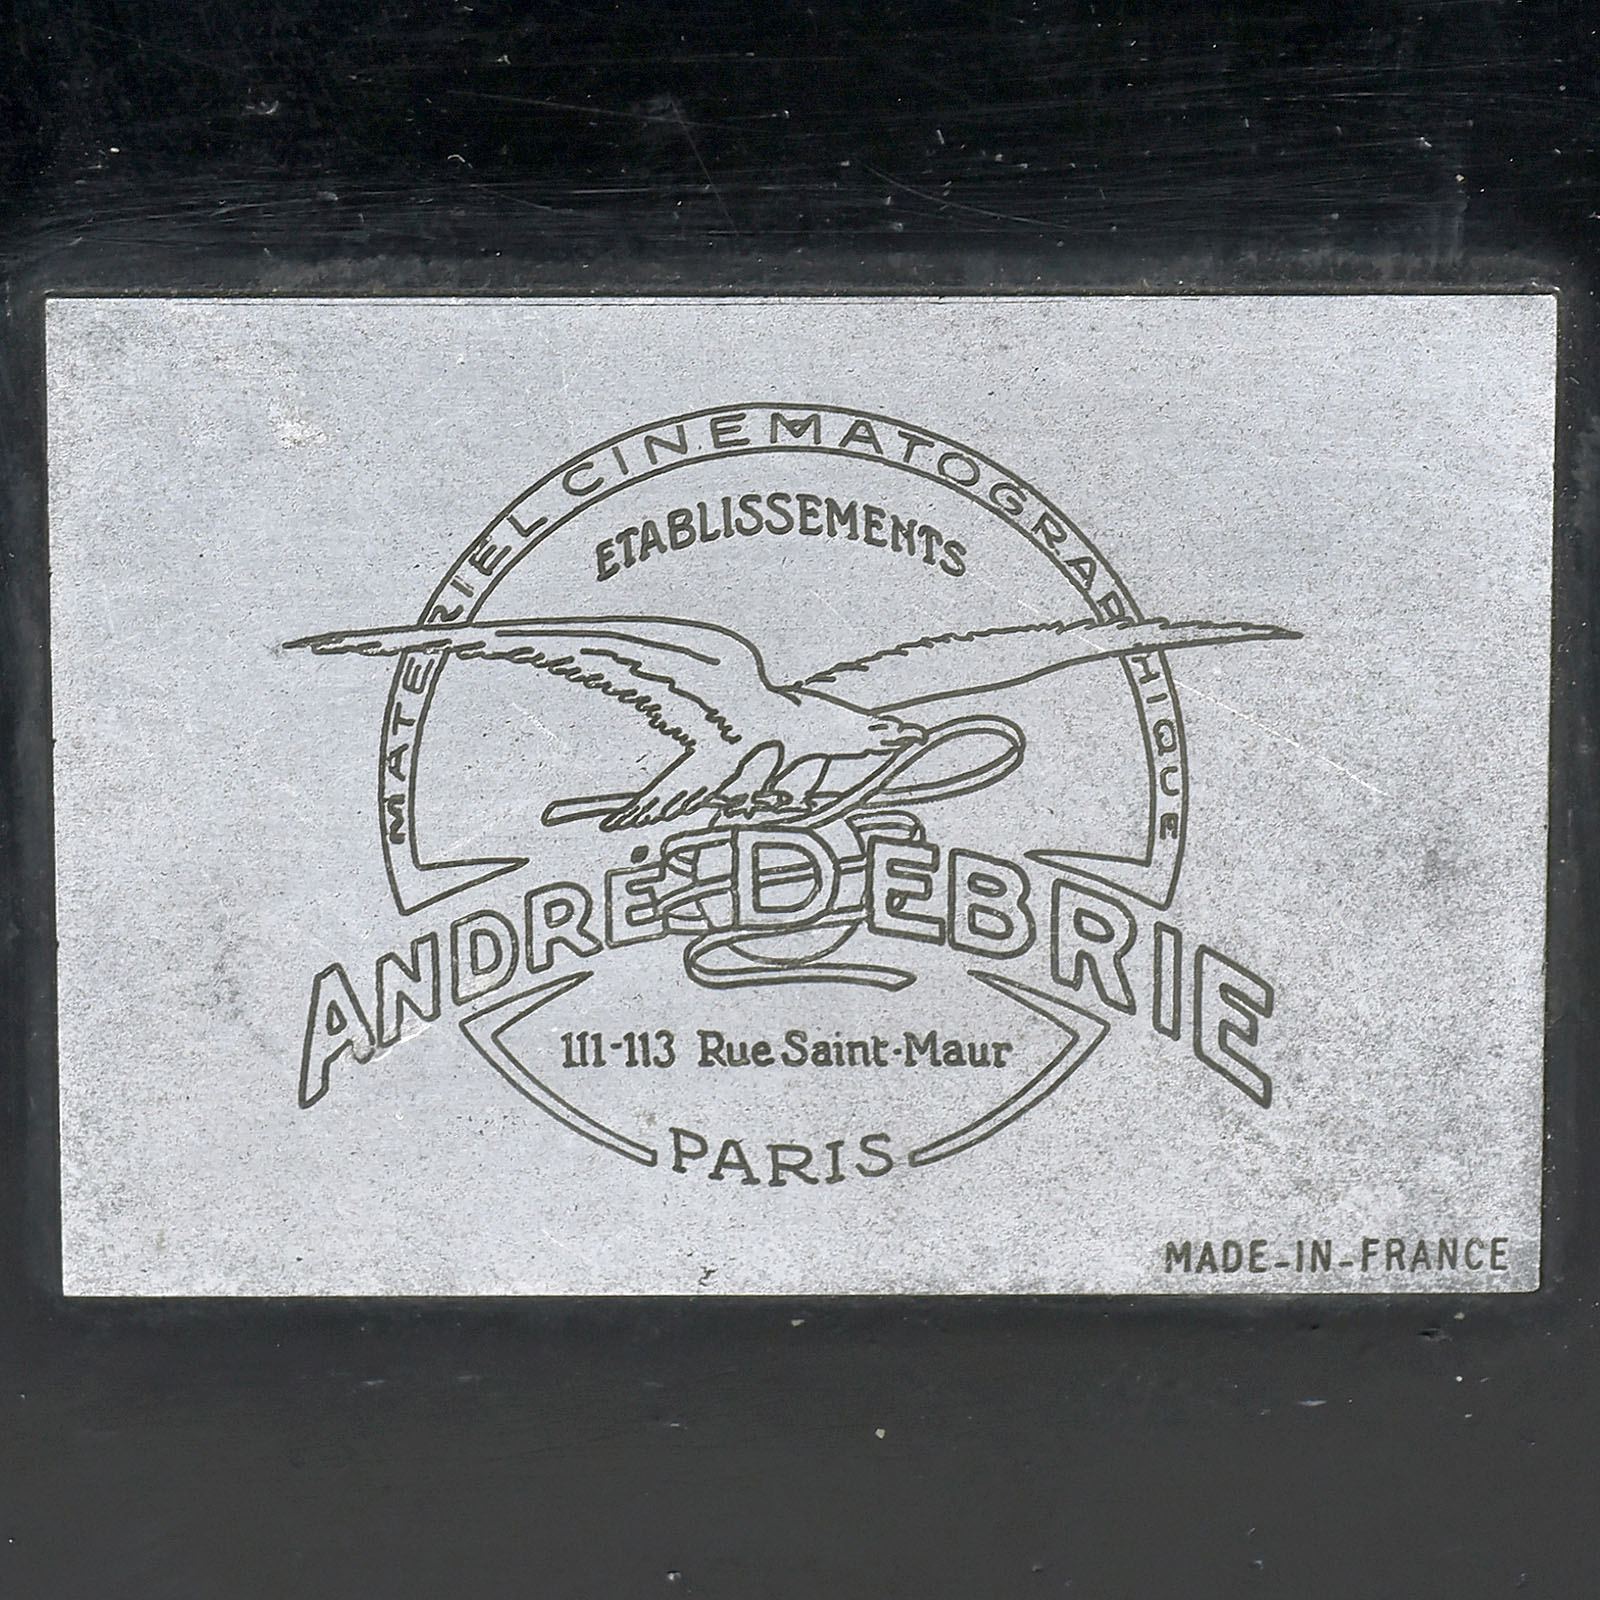 MATERIEL CINEMATOGRAPHIQUE
ETABLISSEMENTS
ANDRÉ DEBRIE
111-113 Rue Saint-Maur
PARIS
MADE-IN-FRANCE